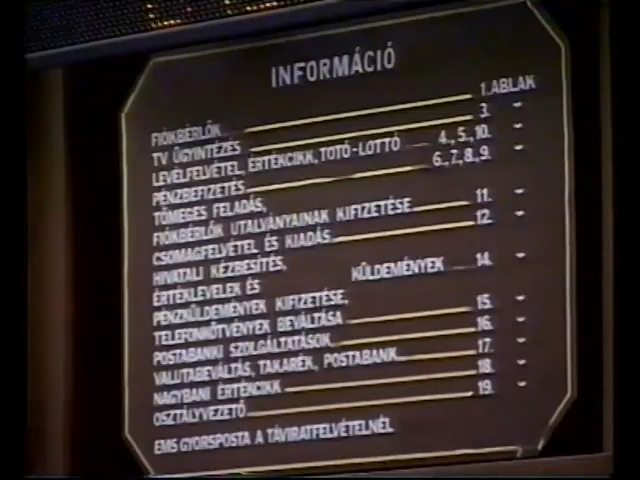 INFORMÁCIÓ
FIÓKBÉRLŐK 1. ABLAK
TV ÜGYINTÉZÉS 3. "
LEVÉLFELVÉTEL, ÉRTÉKCIKK, TOTÓ-LOTTÓ 4., 5., 10. "
PÉNZBEFIZETÉS 6., 7., 8., 9. "
TÖMEGES FELADÁS,
FIÓKBÉRLŐK UTALVÁNYAINAK KIFIZETÉSE 11. "
CSOMAGFELVÉTEL ÉS KIADÁS 12. "
HIVATALI KÉZBESÍTÉS,
ÉRTÉKLEVELEK ÉS KÜLDEMÉNYEK 14. "
PÉNZKÜLDEMÉNYEK KIFIZETÉSE,
TELEFONKÖTVÉNYEK BEVÁLTÁSA 15. "
POSTABANKI SZOLGÁLTATÁSOK 16. "
VALUTABEVÁLTÁS, TAKARÉK, POSTABANK 17. "
NAGYBANI ÉRTÉKCIKK 18. "
OSZTÁLYVEZETŐ 19. "
EMS GYORSPOSTA A TÁVIRATFELVÉTELNÉL